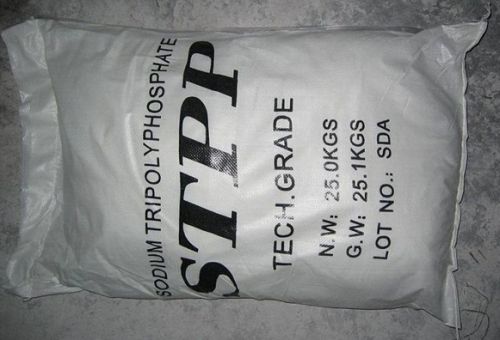 SODIUM TRIPOLYPHOSPHATE
STPP
TECH.GRADE
N.W: 25.0KGS
G.W: 25.1KGS
LOT NO.: SDA